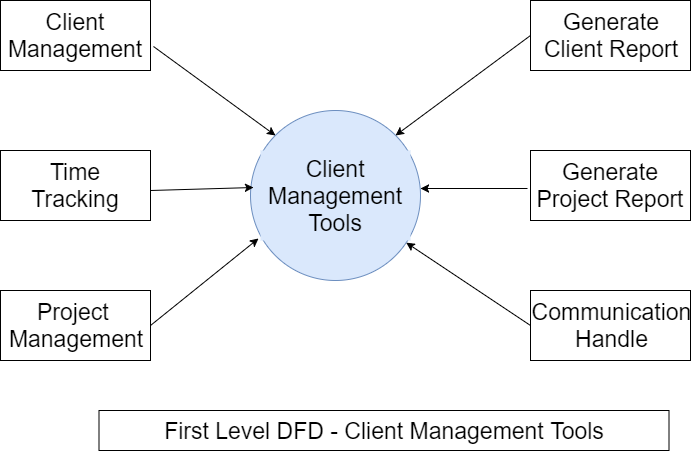 Client
Management
Generate
Client Report
Time
Tracking
Client
Management
Tools
Generate
Project Report
Project
Management
Communication
Handle
First Level DFD - Client Management Tools